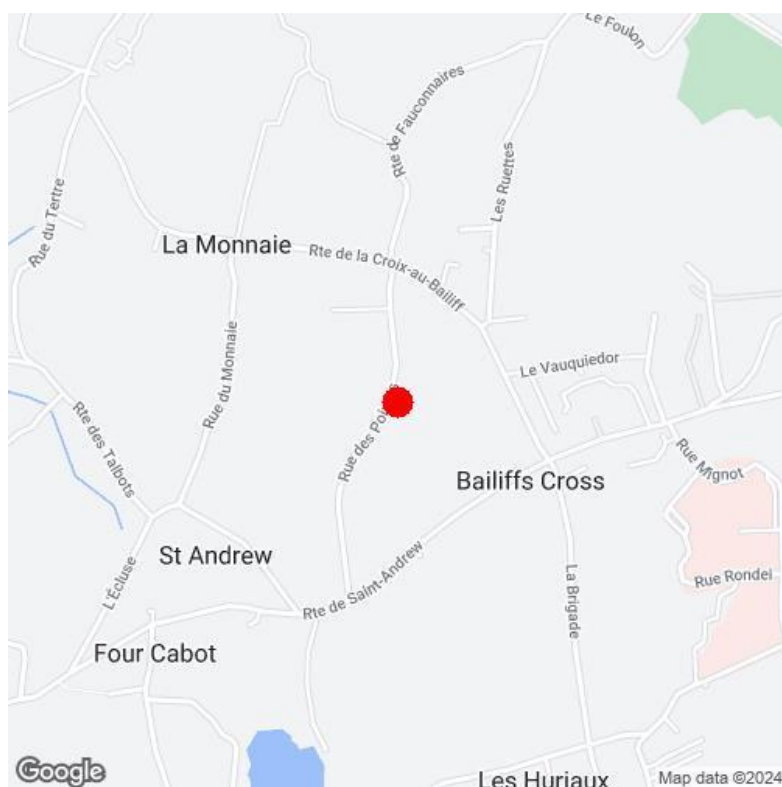 Le Foulon
Rte de Fauconnaires
Les Ruettes
Rue du Tertre
La Monnaie
Rte de la Croix-au-Bailiff
Rue du Monnaie
Le Vauquiedor
Rte des Talbots
Rue des
Bailiffs Cross
Rue Mignot
St Andrew
L'Écluse
Rte de Saint-Andrew
La Brigade
Rue Rondel
Four Cabot
Les Huriaux
Google
Map data ©2024